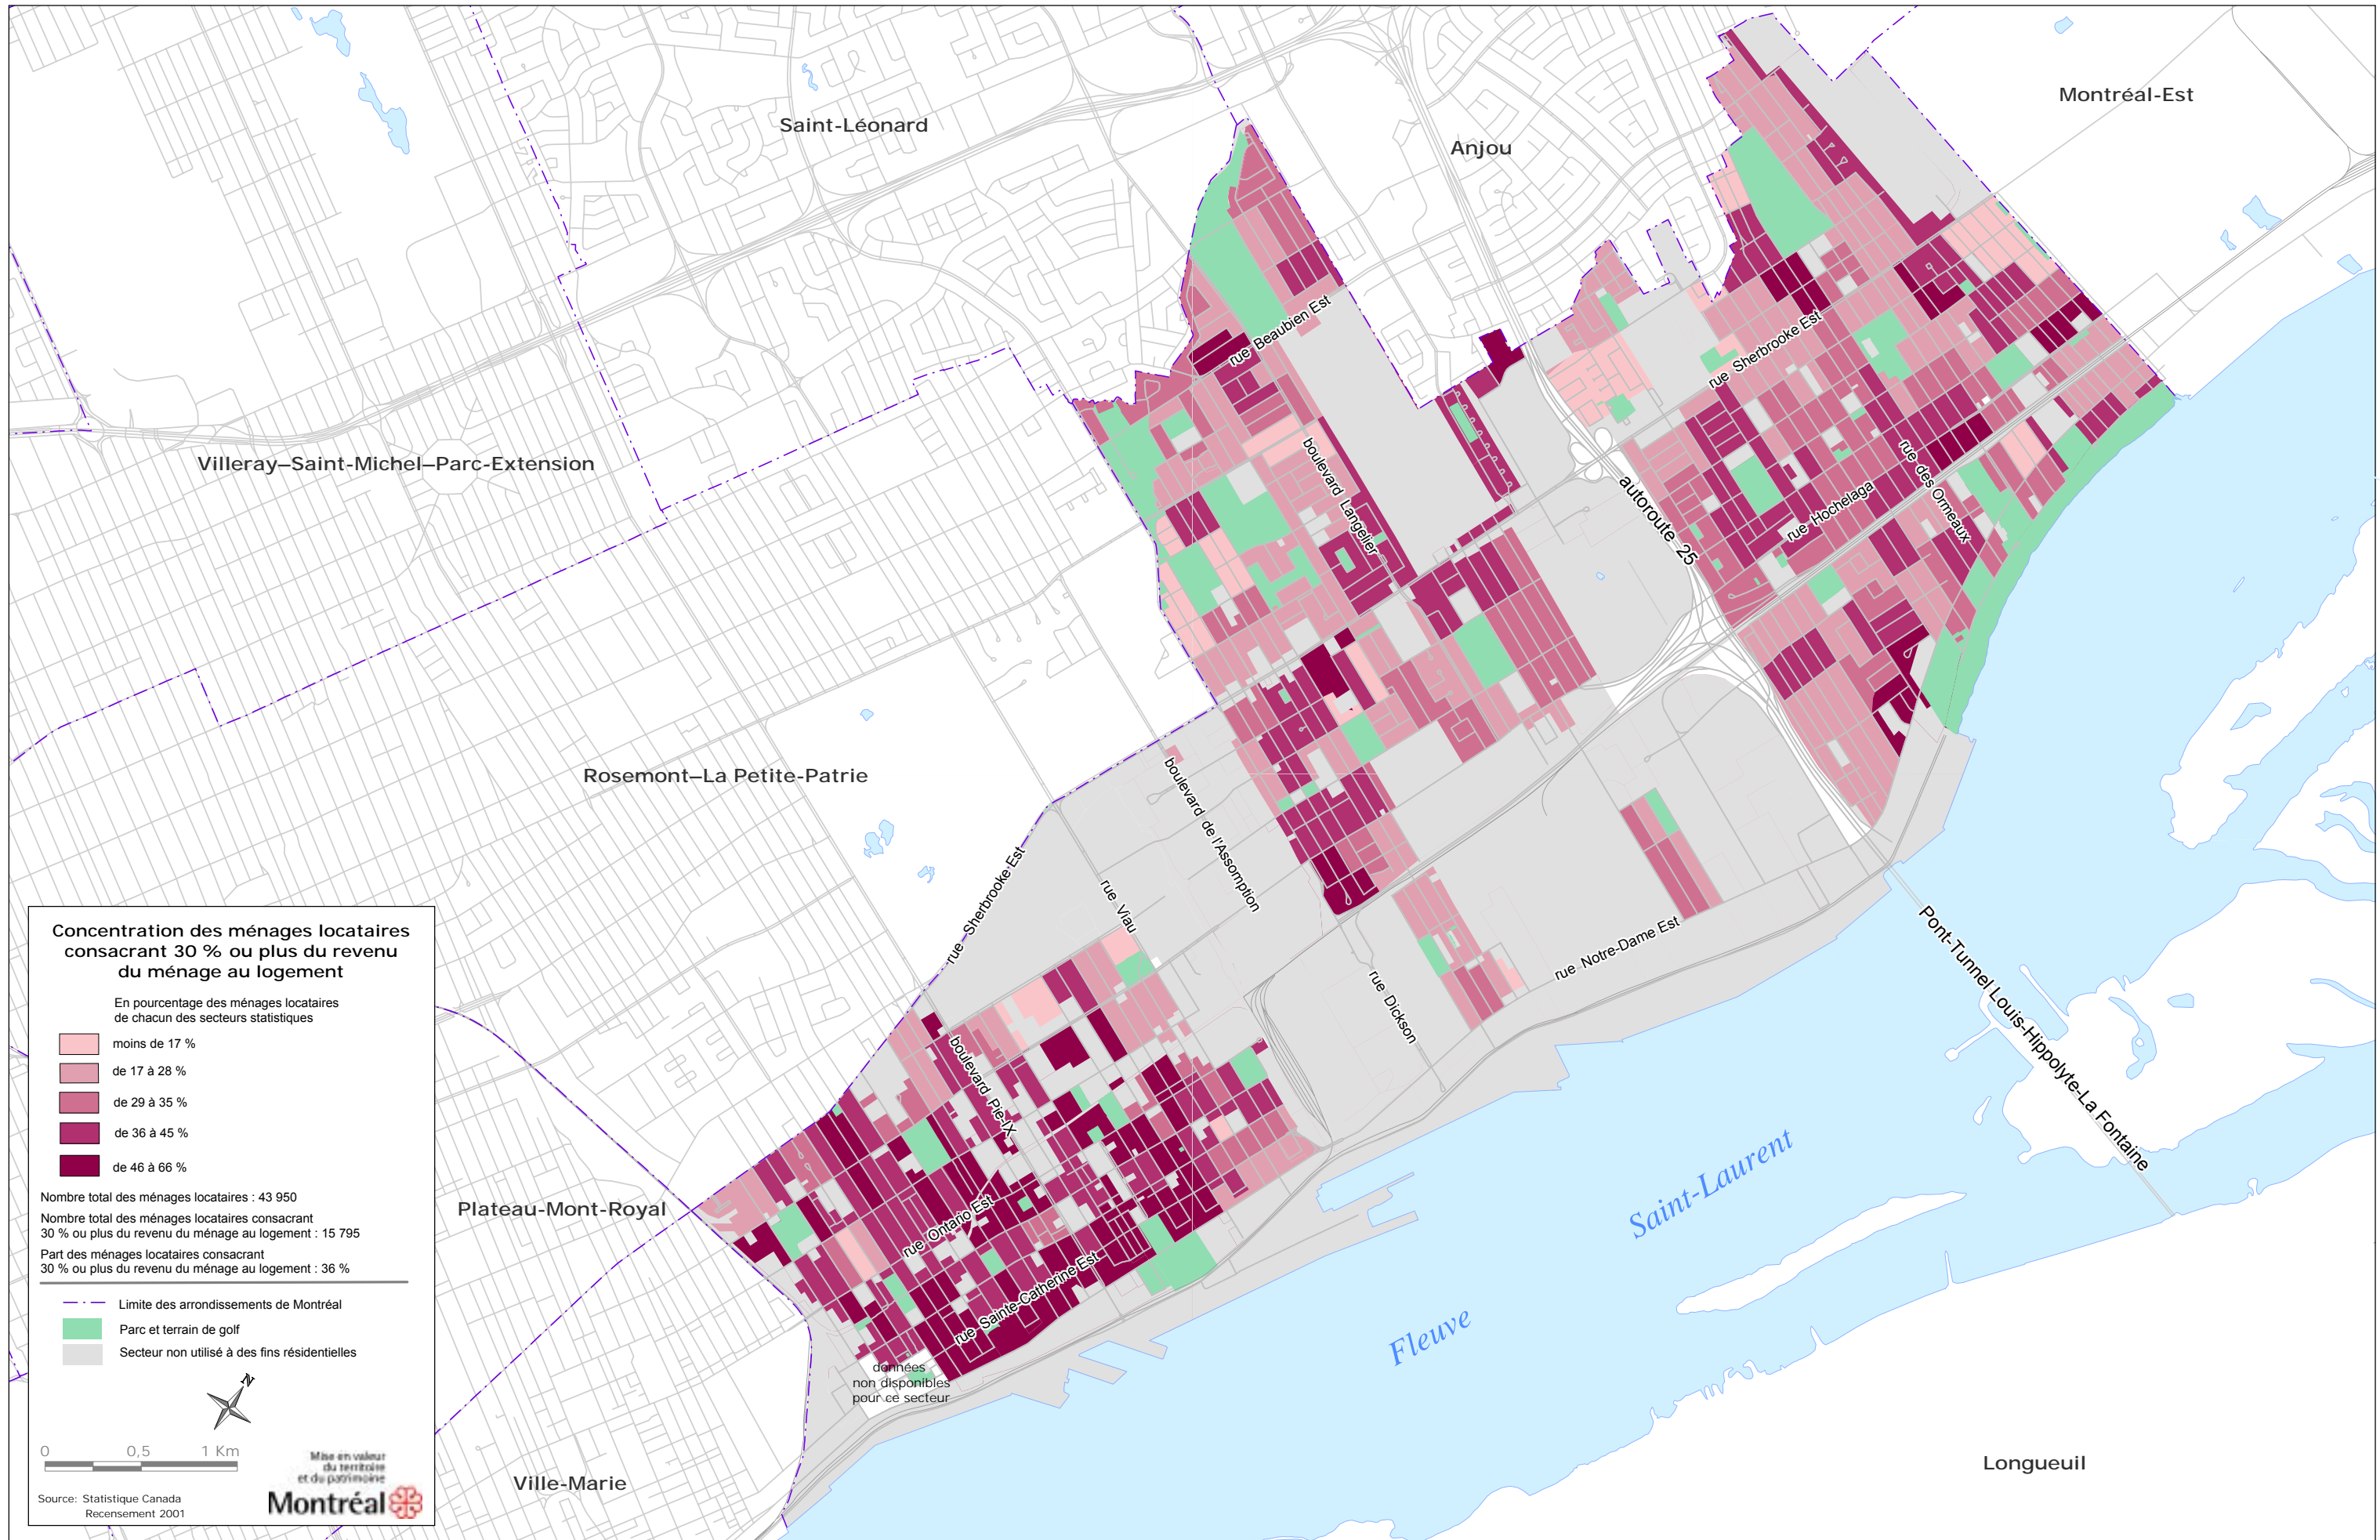 Montréal-Est
Saint-Léonard
Anjou
rue Beaubien Est
rue Sherbrooke Est
Villeray–Saint-Michel–Parc-Extension
boulevard Langelier
rue des Ormeaux
autoroute 25
rue Hochelaga
Rosemont–La Petite-Patrie
boulevard de l'Assomption
rue Sherbrooke Est
rue Viau
rue Notre-Dame Est
rue Dickson
Pont-Tunnel Louis-Hippolyte-La Fontaine
boulevard Pie-IX
Plateau-Mont-Royal
rue Ontario Est
rue Sainte-Catherine Est
Fleuve
Saint-Laurent
données
non disponibles
pour ce secteur
Ville-Marie
Longueuil
Concentration des ménages locataires
consacrant 30 % ou plus du revenu
du ménage au logement
En pourcentage des ménages locataires
de chacun des secteurs statistiques
moins de 17 %
de 17 à 28 %
de 29 à 35 %
de 36 à 45 %
de 46 à 66 %
Nombre total des ménages locataires : 43 950
Nombre total des ménages locataires consacrant
30 % ou plus du revenu du ménage au logement : 15 795
Part des ménages locataires consacrant
30 % ou plus du revenu du ménage au logement : 36 %
Limite des arrondissements de Montréal
Parc et terrain de golf
Secteur non utilisé à des fins résidentielles
N
0 0,5 1 Km
Mise en valeur
du territoire
et du patrimoine
Montréal
Source: Statistique Canada
Recensement 2001